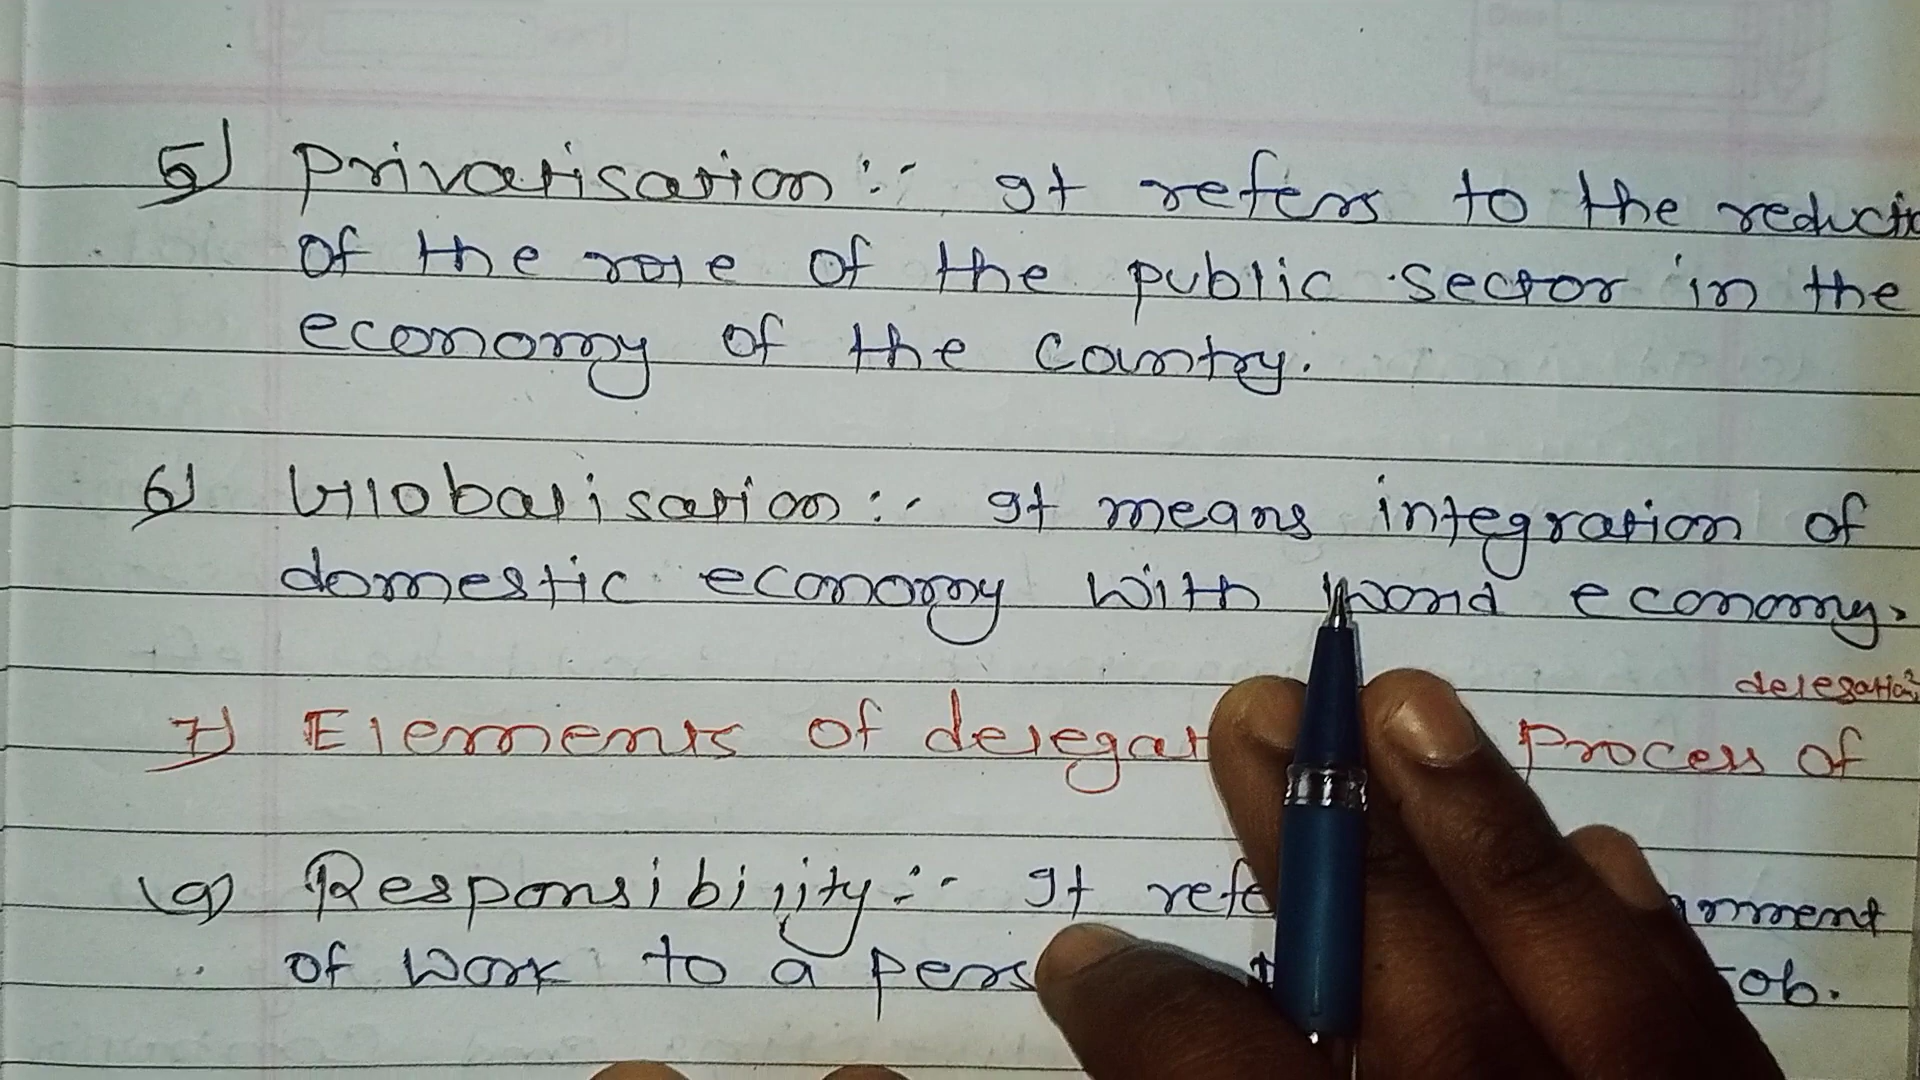 5) Privatisation :- It refers to the reductio
of the role of the public sector in the
economy of the country.
6) Globalisation :- It means integration of
domestic economy with world economy.
delegation
7) Elements of delegat Process of
(a) Responsibility :- It refe gnment
of work to a pers ob.